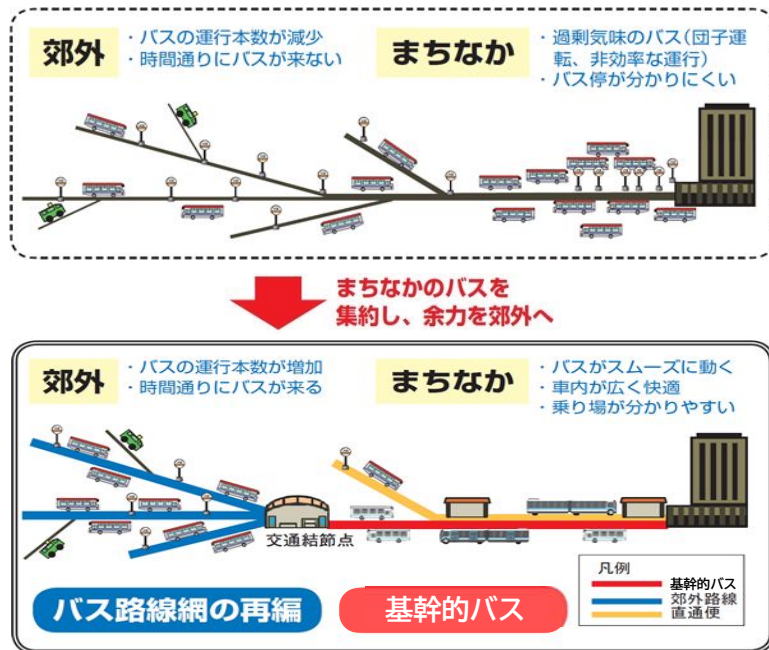 郊外
・バスの運行本数が減少
・時間通りにバスが来ない
まちなか
・過剰気味のバス(団子運
転、非効率な運行)
・バス停が分かりにくい
まちなかのバスを
集約し、余力を郊外へ
郊外
・バスの運行本数が増加
・時間通りにバスが来る
まちなか
・バスがスムーズに動く
・車内が広く快適
・乗り場が分かりやすい
交通結節点
バス路線網の再編
基幹的バス
凡例
基幹的バス
郊外路線
直通便